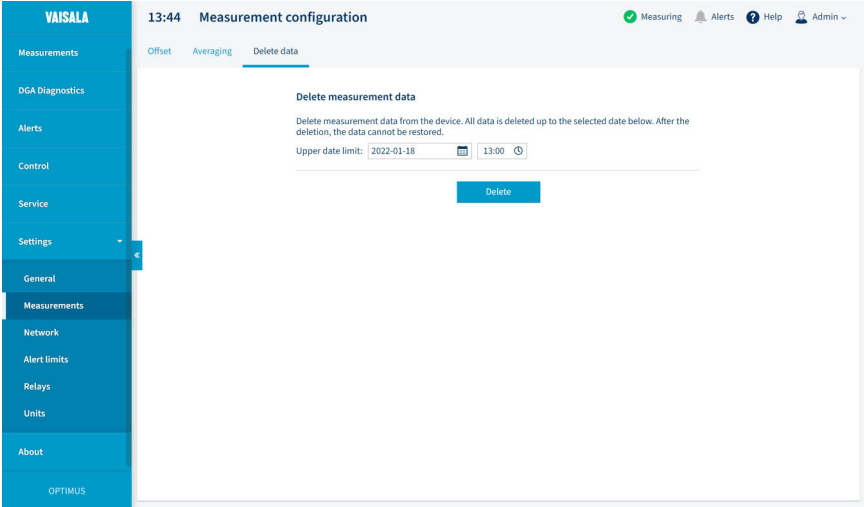 VAISALA
13:44 Measurement configuration
Measuring
Alerts
? Help
Admin
Measurements
DGA Diagnostics
Alerts
Control
Service
Settings
«
General
Measurements
Network
Alert limits
Relays
Units
About
OPTIMUS
Offset Averaging Delete data
Delete measurement data
Delete measurement data from the device. All data is deleted up to the selected date below. After the
deletion, the data cannot be restored.
Upper date limit: 2022-01-18 13:00
Delete